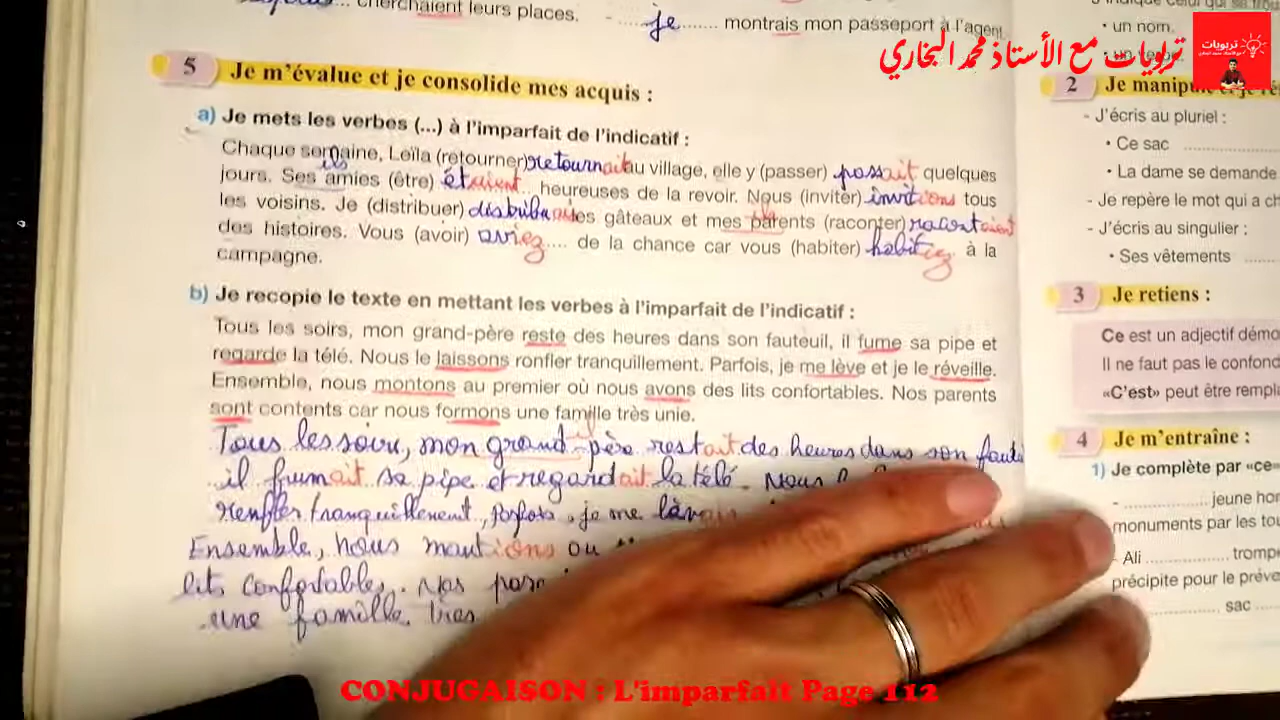 cherchaient leurs places. - je montrais mon passeport à l'agent
تربويات مع الأستاذ محمد البخاري
تربويات
5 Je m'évalue et je consolide mes acquis :
a) Je mets les verbes (...) à l'imparfait de l'indicatif :
Chaque semaine, Leïla (retourner) retournait au village, elle y (passer) passait quelques
ils
jours. Ses amies (être) étaient heureuses de la revoir. Nous (inviter) invitions tous
les voisins. Je (distribuer) distribuais les gâteaux et mes parents (raconter) racontaient
des histoires. Vous (avoir) aviez .... de la chance car vous (habiter) habitiez à la
campagne.
b) Je recopie le texte en mettant les verbes à l'imparfait de l'indicatif :
Tous les soirs, mon grand-père reste des heures dans son fauteuil, il fume sa pipe et
regarde la télé. Nous le laissons ronfler tranquillement. Parfois, je me lève et je le réveille.
Ensemble, nous montons au premier où nous avons des lits confortables. Nos parents
sont contents car nous formons une famille très unie.
il
Tous les soirs, mon grand-père restait des heures dans son
il fumait sa pipe et regardait la télé. Nous
renfler tranquillement, Parfois, je me
Ensemble, nous montions ou
lits confortables. Nos
une famille très
• un nom.
2 Je
- J'écris au pluriel :
• Ce sac ........
• La dame se demande
- Je repère le mot qui a
- J'écris au singulier :
• Ses vêtements ......
3 Je retiens :
Ce est un adjectif
Il ne faut pas le
«C'est» peut être
4 Je m'entraîne :
1) Je complète par «ce
- ............ jeune
monuments par les
- Ali ............
précipite pour le
............ sac
CONJUGAISON : L'imparfait Page 112